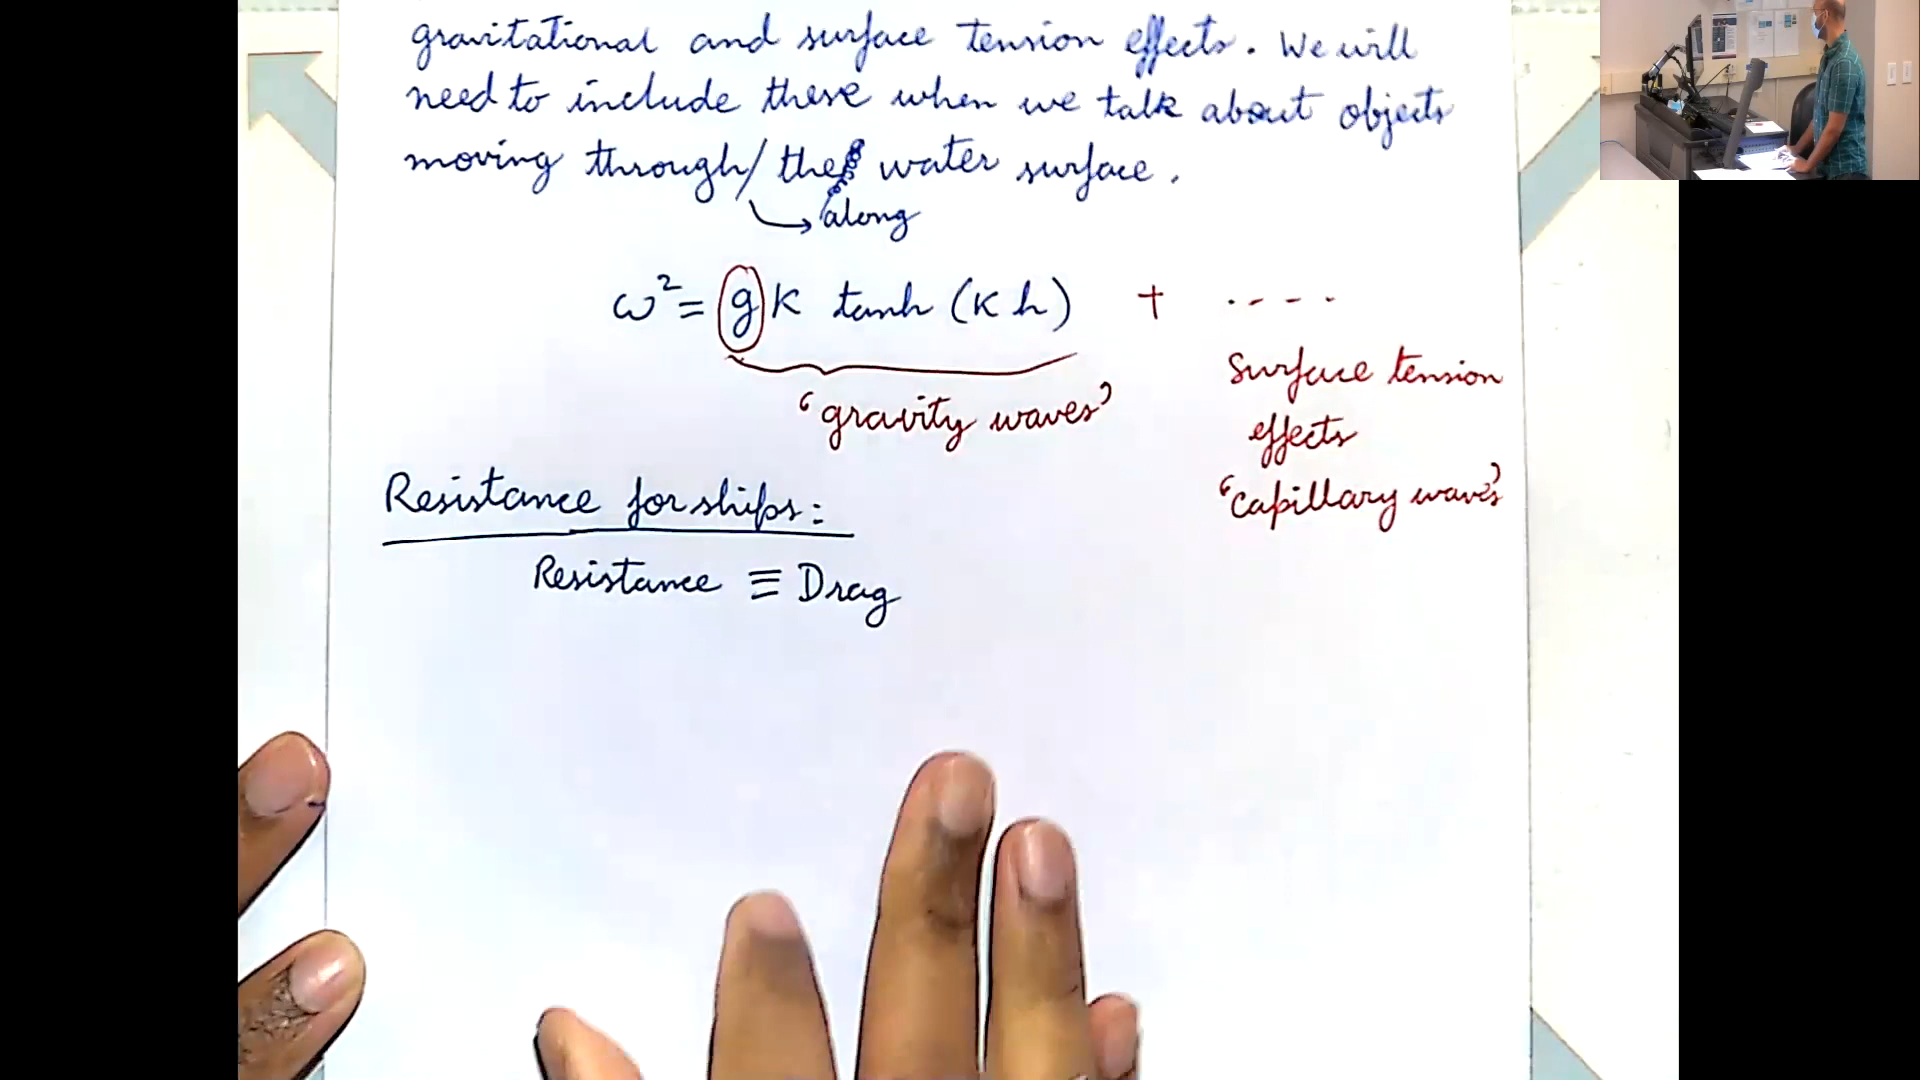 gravitational and surface tension effects. We will
need to include these when we talk about objects
moving through/ the water surface.
along
ω² = g K tanh (K h) + ....
'gravity waves'
Surface tension
effects
'capillary waves'
Resistance for ships:
Resistance ≡ Drag